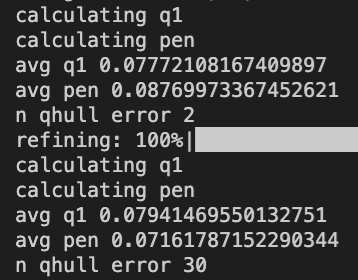 calculating q1
calculating pen
avg q1 0.07772108167409897
avg pen 0.08769973367452621
n qhull error 2
refining: 100%|
calculating q1
calculating pen
avg q1 0.07941469550132751
avg pen 0.07161787152290344
n qhull error 30